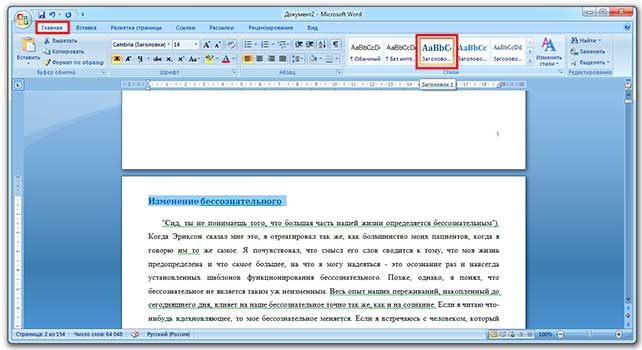 Документ2 - Microsoft Word
Главная Вставка Разметка страницы Ссылки Рассылки Рецензирование Вид
Вставить
Вырезать
Копировать
Формат по образцу
Буфер обмена
Cambria (Заголовки) 14
Шрифт
Абзац
AaBbCcDc AaBbCcDc AaBbC AaBbCc AaBbCcDd
¶ Обычный ¶ Без инте... Заголово... Заголово... Заголово...
Изменить стили
Стили
Найти
Заменить
Выделить
Редактирование
Заголовок 1
1
Изменение бессознательного
"Сид, ты не понимаешь того, что большая часть нашей жизни определяется бессознательным").
Когда Эриксон сказал мне это, я отреагировал так же, как большинство моих пациентов, когда я
говорю им то же самое. Я почувствовал, что смысл его слов сводится к тому, что моя жизнь
предопределена и что самое большее, на что я могу надеяться - это осознание раз и навсегда
установленных шаблонов функционирования бессознательного. Позже, однако, я понял, что
бессознательное не является таким уж неизменным. Весь опыт наших переживаний, накопленный до
сегодняшнего дня, влияет на наше бессознательное точно так же, как и на сознание. Если я читаю что-
нибудь вдохновляющее, то мое бессознательное меняется. Если я встречаюсь с человеком, который
Страница: 2 из 154 Число слов: 64 048 Русский (Россия) 100%